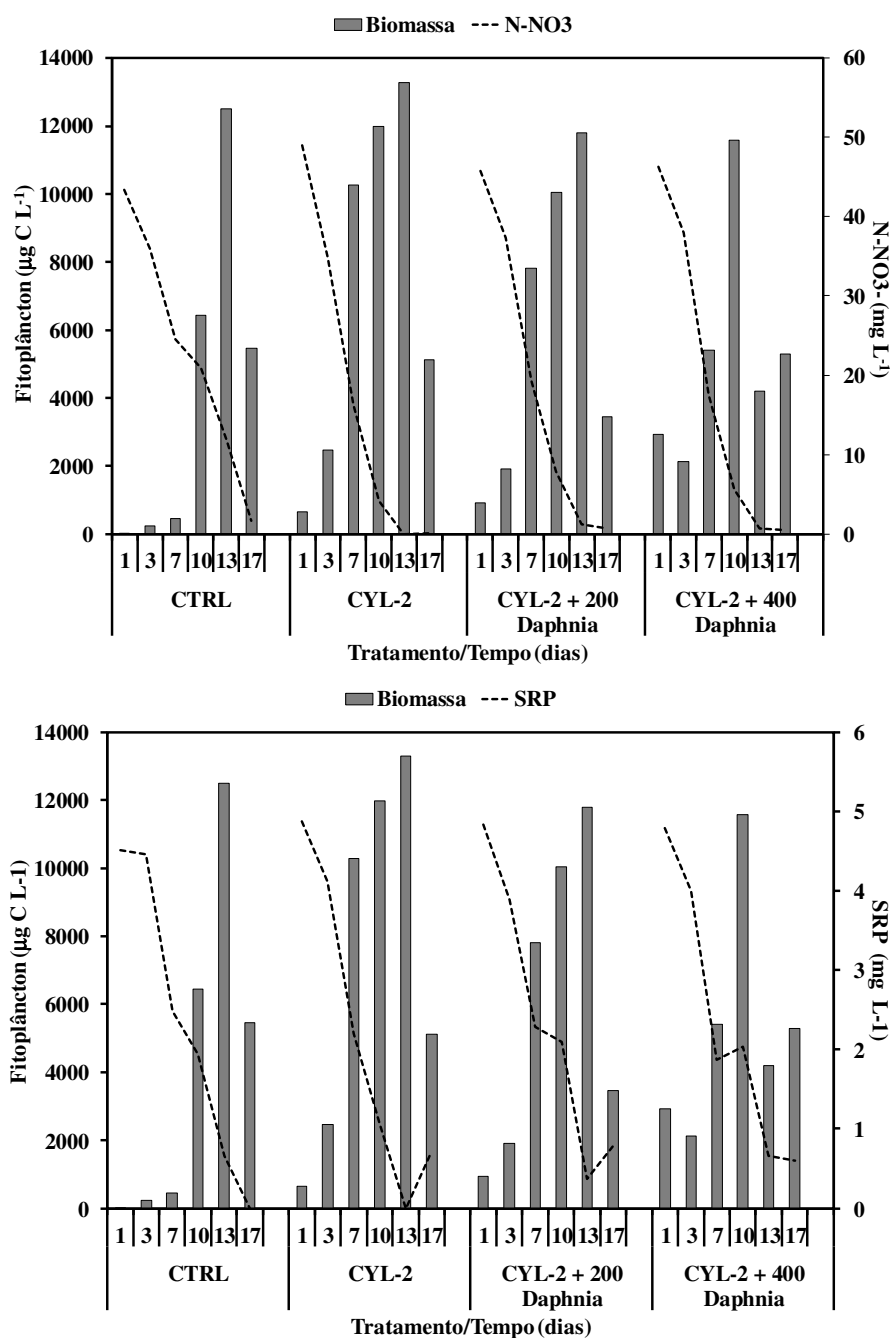 Biomassa N-NO3
14000
12000
10000
8000
6000
4000
2000
0
Fitoplâncton (µg C L-1)
60
50
40
30
20
10
0
N-NO3- (mg L-1)
1 3 7 10 13 17 1 3 7 10 13 17 1 3 7 10 13 17 1 3 7 10 13 17
CTRL CYL-2 CYL-2 + 200 CYL-2 + 400
Daphnia Daphnia
Tratamento/Tempo (dias)
Biomassa SRP
14000
12000
10000
8000
6000
4000
2000
0
Fitoplâncton (µg C L-1)
6
5
4
3
2
1
0
SRP (mg L-1)
1 3 7 10 13 17 1 3 7 10 13 17 1 3 7 10 13 17 1 3 7 10 13 17
CTRL CYL-2 CYL-2 + 200 CYL-2 + 400
Daphnia Daphnia
Tratamento/Tempo (dias)